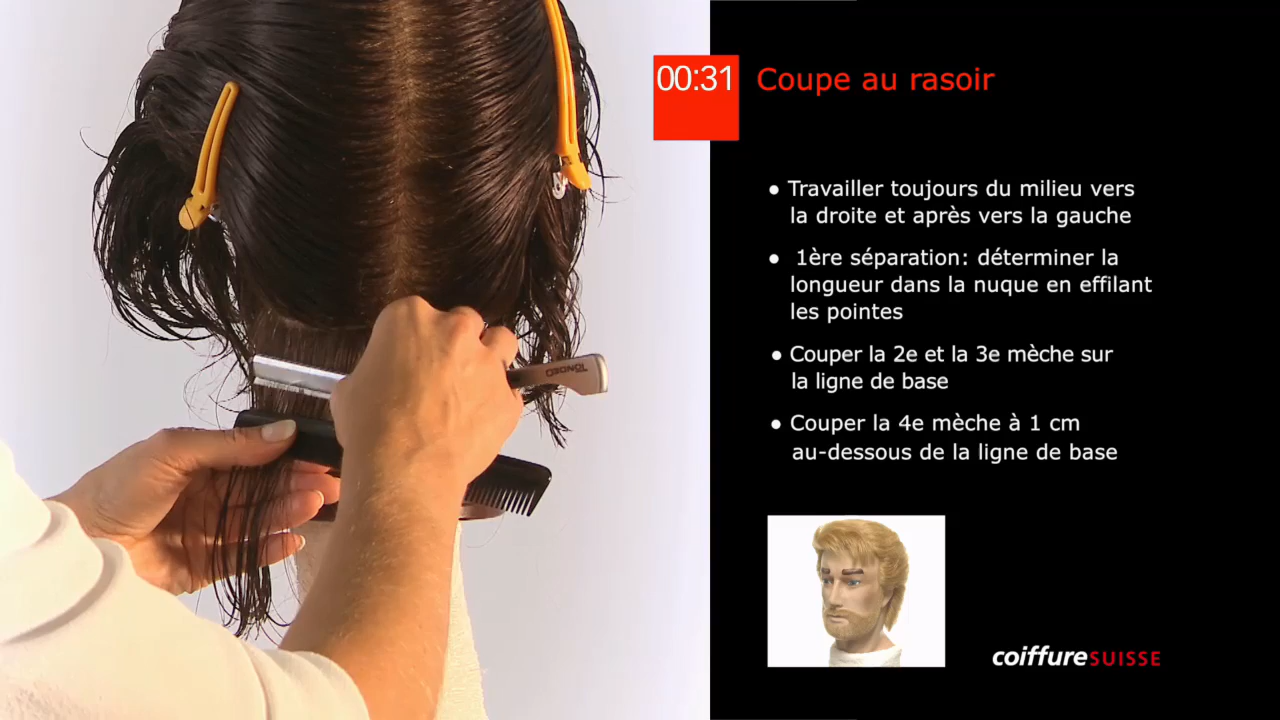 00:31 Coupe au rasoir
• Travailler toujours du milieu vers
la droite et après vers la gauche
• 1ère séparation: déterminer la
longueur dans la nuque en effilant
les pointes
• Couper la 2e et la 3e mèche sur
la ligne de base
• Couper la 4e mèche à 1 cm
au-dessous de la ligne de base
TONDEO
coiffureSUISSE